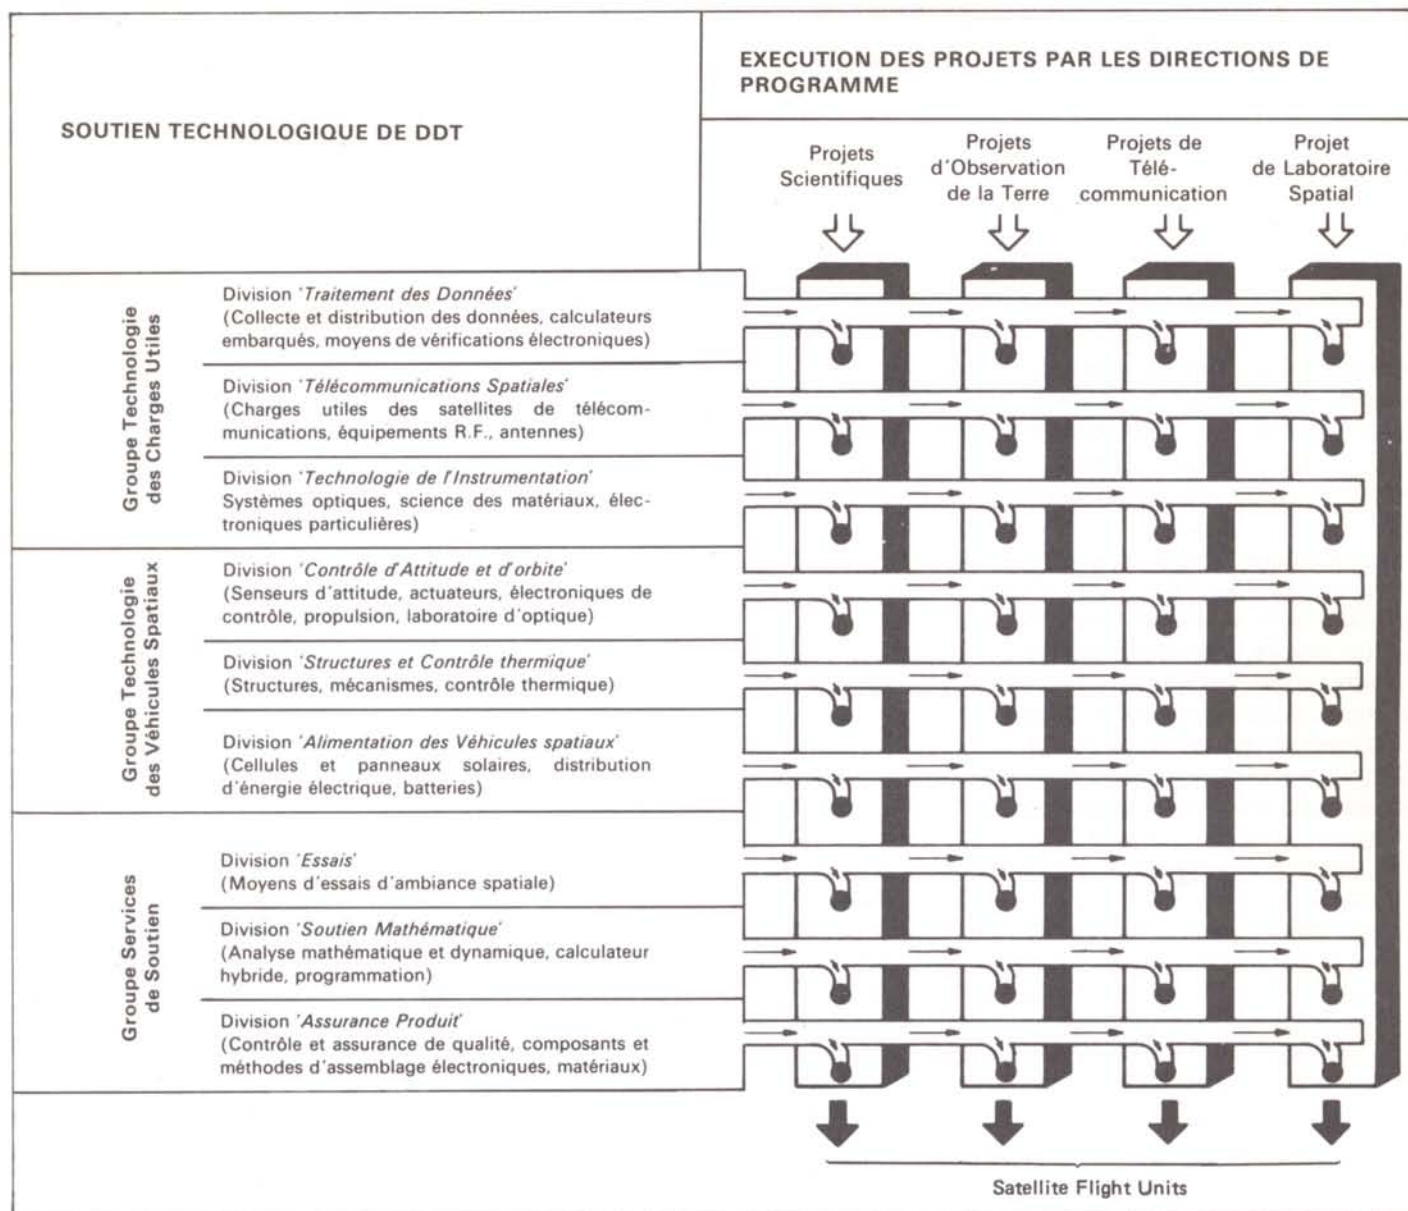 EXECUTION DES PROJETS PAR LES DIRECTIONS DE
PROGRAMME
SOUTIEN TECHNOLOGIQUE DE DDT
Projets
Scientifiques
Projets
d'Observation
de la Terre
Projets de
Télé-
communication
Projet
de Laboratoire
Spatial
Groupe Technologie
des Charges Utiles
Division 'Traitement des Données'
(Collecte et distribution des données, calculateurs
embarqués, moyens de vérifications électroniques)
Division 'Télécommunications Spatiales'
(Charges utiles des satellites de télécom-
munications, équipements R.F., antennes)
Division 'Technologie de l'Instrumentation'
Systèmes optiques, science des matériaux, élec-
troniques particulières)
Groupe Technologie
des Véhicules Spatiaux
Division 'Contrôle d'Attitude et d'orbite'
(Senseurs d'attitude, actuateurs, électroniques de
contrôle, propulsion, laboratoire d'optique)
Division 'Structures et Contrôle thermique'
(Structures, mécanismes, contrôle thermique)
Division 'Alimentation des Véhicules spatiaux'
(Cellules et panneaux solaires, distribution
d'énergie électrique, batteries)
Groupe Services
de Soutien
Division 'Essais'
(Moyens d'essais d'ambiance spatiale)
Division 'Soutien Mathématique'
(Analyse mathématique et dynamique, calculateur
hybride, programmation)
Division 'Assurance Produit'
(Contrôle et assurance de qualité, composants et
méthodes d'assemblage électroniques, matériaux)
Satellite Flight Units